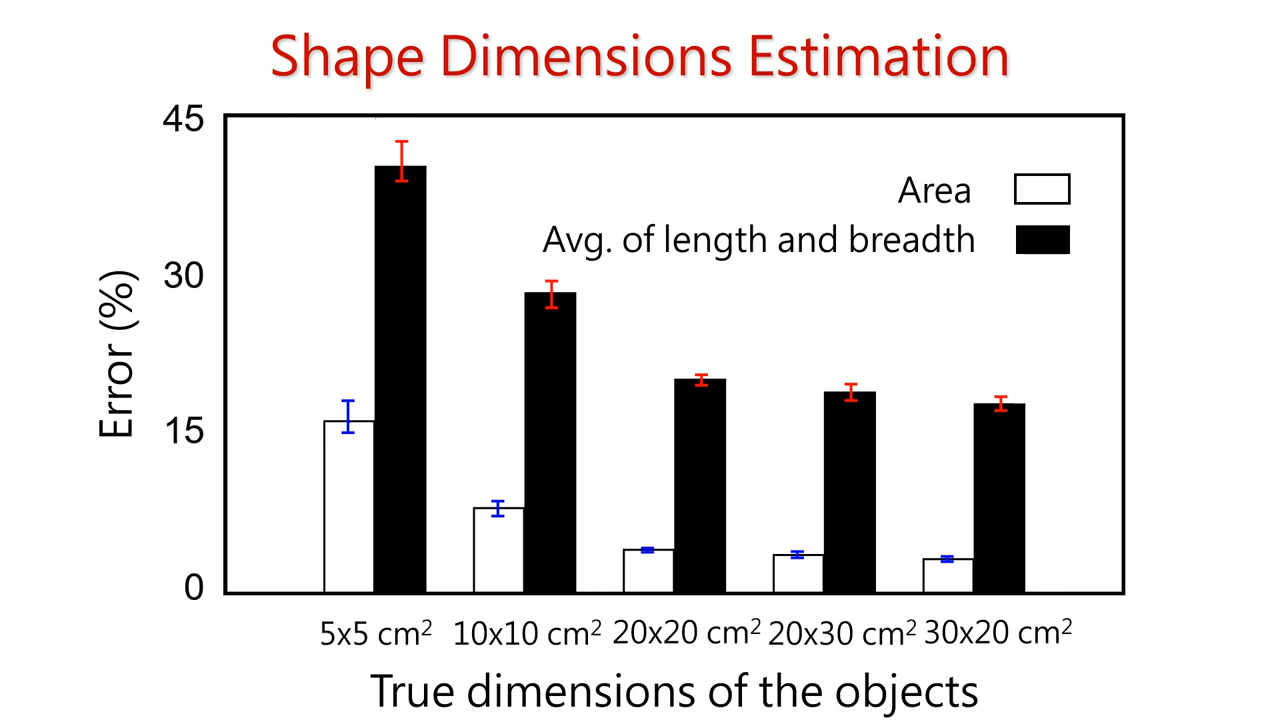 Shape Dimensions Estimation
45
30
15
0
Error (%)
Area
Avg. of length and breadth
5x5 cm² 10x10 cm² 20x20 cm² 20x30 cm² 30x20 cm²
True dimensions of the objects